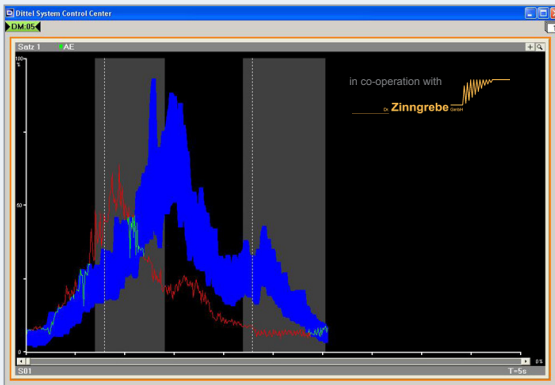 Dittel System Control Center
DM:05
Satz 1 AE
100
%
50
0
in co-operation with
Dr. Zinngrebe GmbH
0 %
S01 T=5s